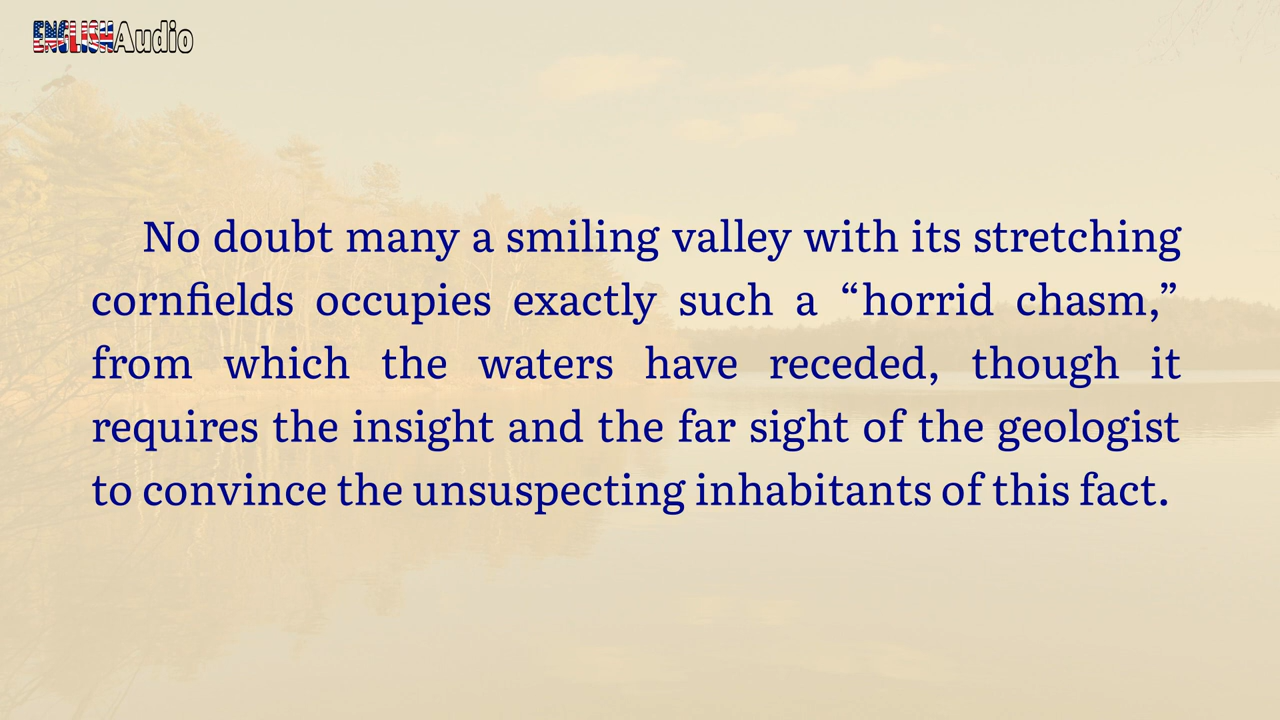 ENGLISHAudio
No doubt many a smiling valley with its stretching
cornfields occupies exactly such a “horrid chasm,”
from which the waters have receded, though it
requires the insight and the far sight of the geologist
to convince the unsuspecting inhabitants of this fact.